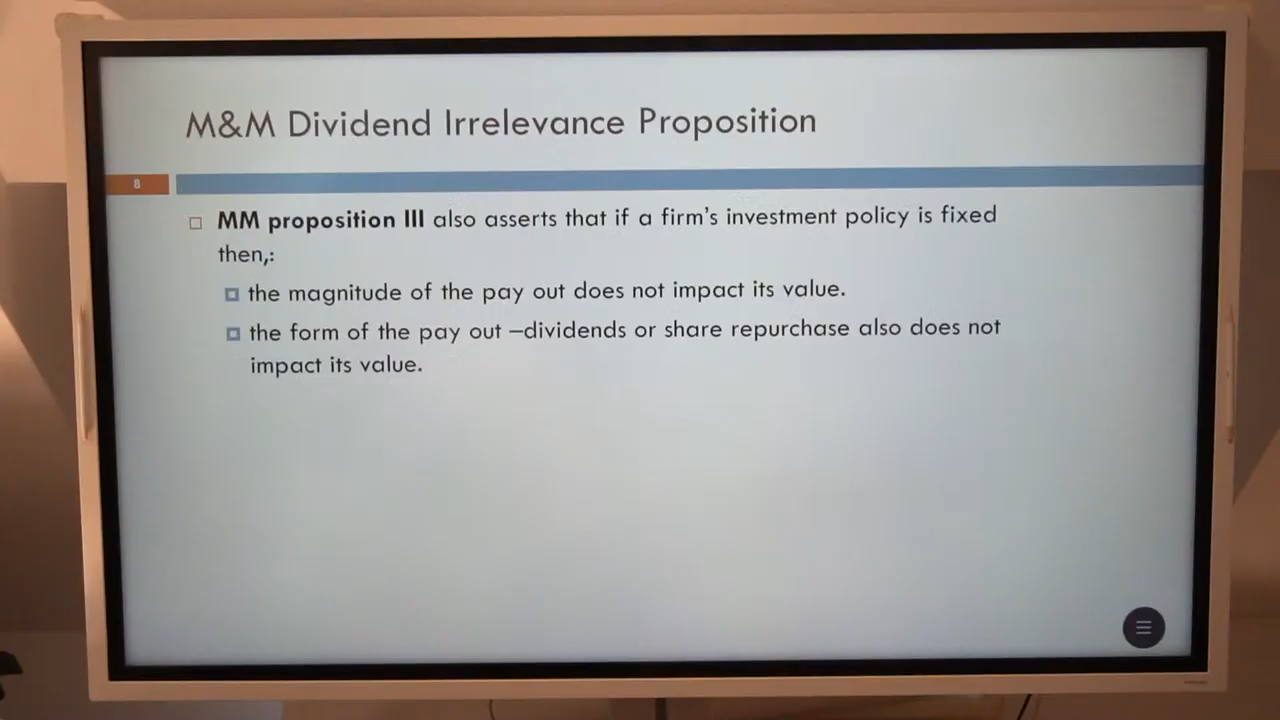 M&M Dividend Irrelevance Proposition
8
MM proposition III also asserts that if a firm's investment policy is fixed
then,:
the magnitude of the pay out does not impact its value.
the form of the pay out –dividends or share repurchase also does not
impact its value.